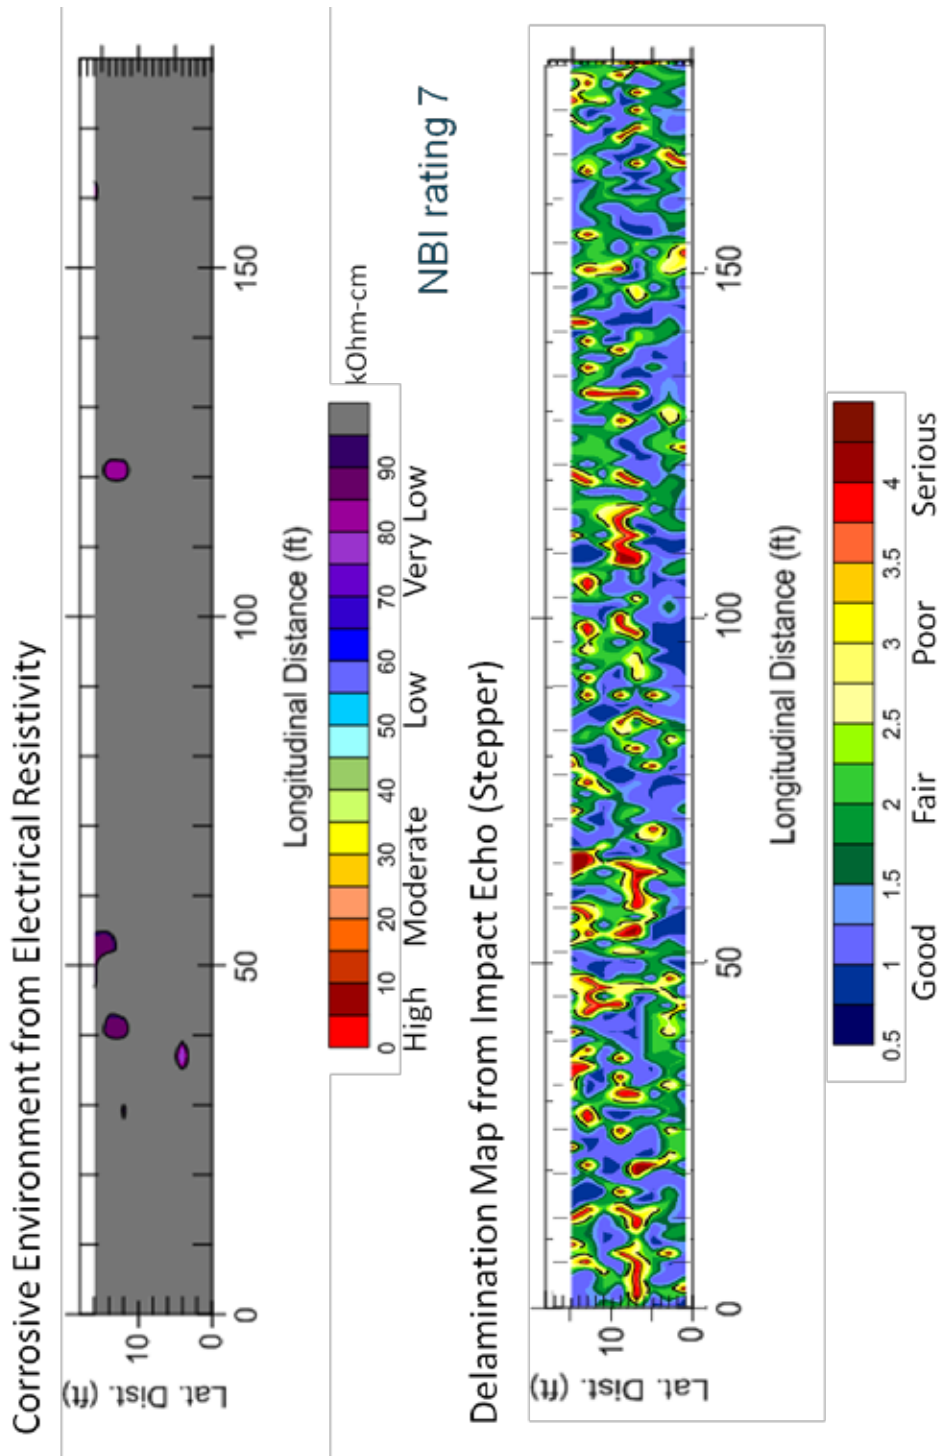 Corrosive Environment from Electrical Resistivity
Lat. Dist.
(ft)
10
0
0
50
100
150
Longitudinal Distance (ft)
0
10
20
30
40
50
60
70
80
90
kOhm-cm
High
Moderate
Low
Very Low
NBI rating 7
Delamination Map from Impact Echo (Stepper)
Lat. Dist.
(ft)
10
0
0
50
100
150
Longitudinal Distance (ft)
0.5
1
1.5
2
2.5
3
3.5
4
Good
Fair
Poor
Serious